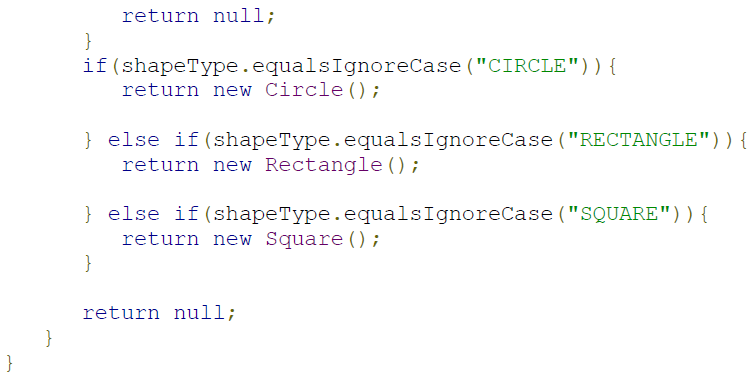 return null;
}
if(shapeType.equalsIgnoreCase("CIRCLE")){
return new Circle();
} else if(shapeType.equalsIgnoreCase("RECTANGLE")){
return new Rectangle();
} else if(shapeType.equalsIgnoreCase("SQUARE")){
return new Square();
}
return null;
}
}